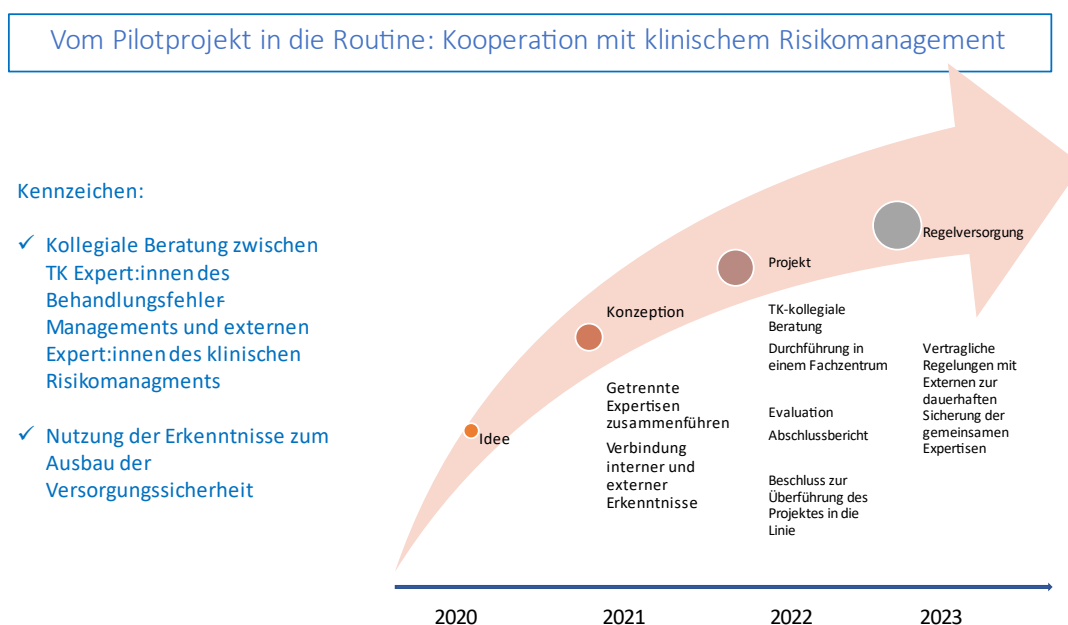 Vom Pilotprojekt in die Routine: Kooperation mit klinischem Risikomanagement
Kennzeichen:
✓ Kollegiale Beratung zwischen
TK Expert:innen des
Behandlungsfehler-
Managements und externen
Expert:innen des klinischen
Risikomanagments
✓ Nutzung der Erkenntnisse zum
Ausbau der
Versorgungssicherheit
Idee
Konzeption
Getrennte
Expertisen
zusammenführen
Verbindung
interner und
externer
Erkenntnisse
Projekt
TK-kollegiale
Beratung
Durchführung in
einem Fachzentrum
Evaluation
Abschlussbericht
Beschluss zur
Überführung des
Projektes in die
Linie
Regelversorgung
Vertragliche
Regelungen mit
Externen zur
dauerhaften
Sicherung der
gemeinsamen
Expertisen
2020
2021
2022
2023